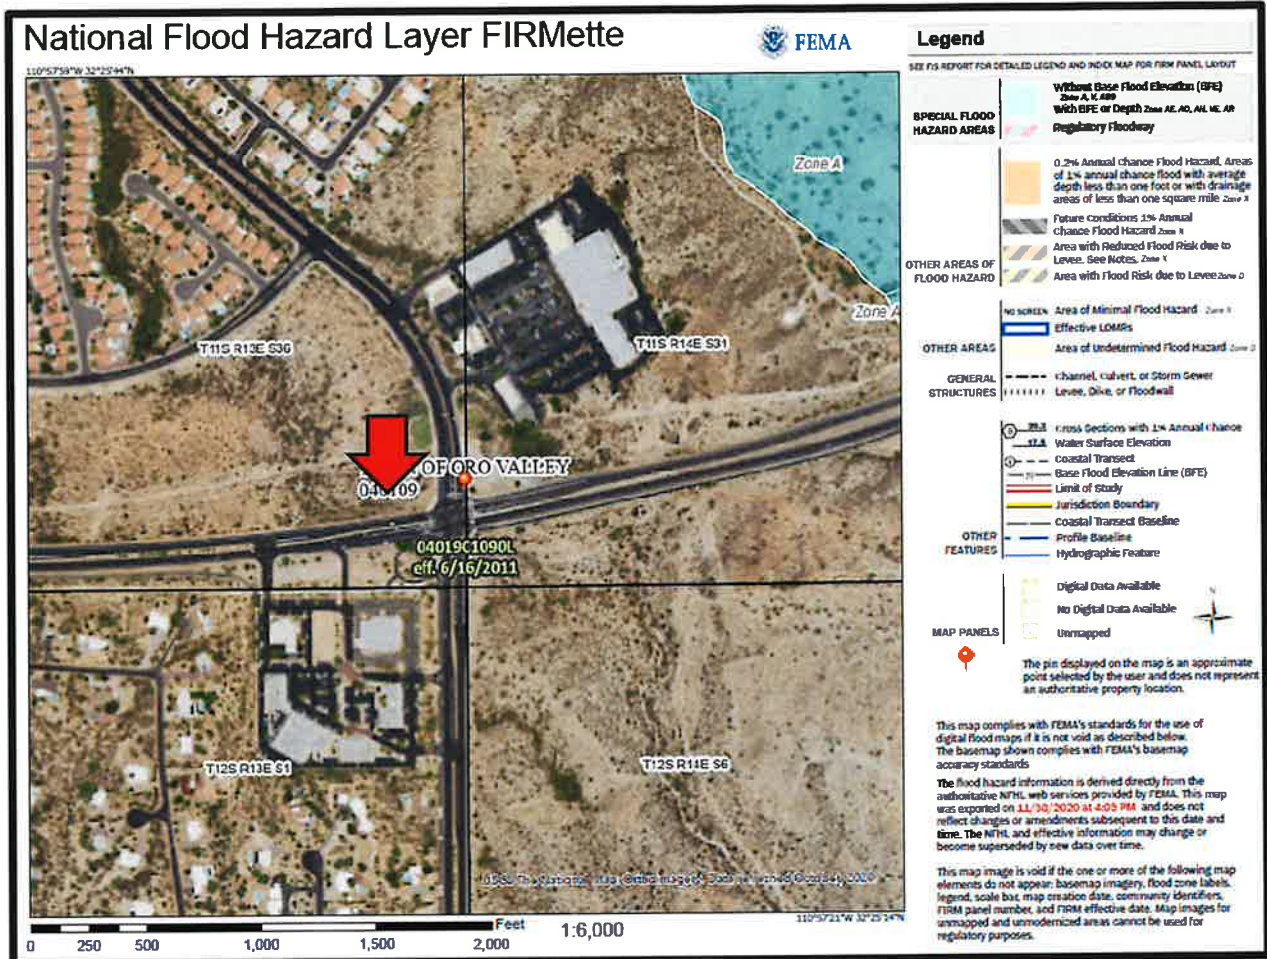 National Flood Hazard Layer FIRMette
FEMA
Legend
SEE FIS REPORT FOR DETAILED LEGEND AND INDEX MAP FOR FIRM PANEL LAYOUT
110°57'59"W 32°25'44"N
SPECIAL FLOOD
HAZARD AREAS
Without Base Flood Elevation (BFE)
Zone A, V, A99
With BFE or Depth Zone AE, AO, AH, VE, AR
Regulatory Floodway
OTHER AREAS OF
FLOOD HAZARD
0.2% Annual Chance Flood Hazard, Areas
of 1% annual chance flood with average
depth less than one foot or with drainage
areas of less than one square mile Zone X
Future Conditions 1% Annual
Chance Flood Hazard Zone X
Area with Reduced Flood Risk due to
Levee. See Notes. Zone X
Area with Flood Risk due to Levee Zone D
OTHER AREAS
NO SCREEN Area of Minimal Flood Hazard Zone X
Effective LOMRs
Area of Undetermined Flood Hazard Zone D
GENERAL
STRUCTURES
Channel, Culvert, or Storm Sewer
Levee, Dike, or Floodwall
OTHER
FEATURES
20.2 Cross Sections with 1% Annual Chance
17.5 Water Surface Elevation
Coastal Transect
Base Flood Elevation Line (BFE)
Limit of Study
Jurisdiction Boundary
Coastal Transect Baseline
Profile Baseline
Hydrographic Feature
MAP PANELS
Digital Data Available
No Digital Data Available
Unmapped
N
The pin displayed on the map is an approximate
point selected by the user and does not represent
an authoritative property location.
This map complies with FEMA's standards for the use of
digital flood maps if it is not void as described below.
The basemap shown complies with FEMA's basemap
accuracy standards
The flood hazard information is derived directly from the
authoritative NFHL web services provided by FEMA. This map
was exported on 11/30/2020 at 4:09 PM and does not
reflect changes or amendments subsequent to this date and
time. The NFHL and effective information may change or
become superseded by new data over time.
This map image is void if the one or more of the following map
elements do not appear: basemap imagery, flood zone labels,
legend, scale bar, map creation date, community identifiers,
FIRM panel number, and FIRM effective date. Map images for
unmapped and unmodernized areas cannot be used for
regulatory purposes.
Zone A
Zone A
T11S R13E S36
T11S R14E S31
OF ORO VALLEY
04019C1090L
eff. 6/16/2011
T12S R13E S1
T12S R14E S6
USGS The National Map: Orthoimagery. Data refreshed October, 2020
110°57'21"W 32°25'14"N
Feet
1:6,000
0 250 500 1,000 1,500 2,000